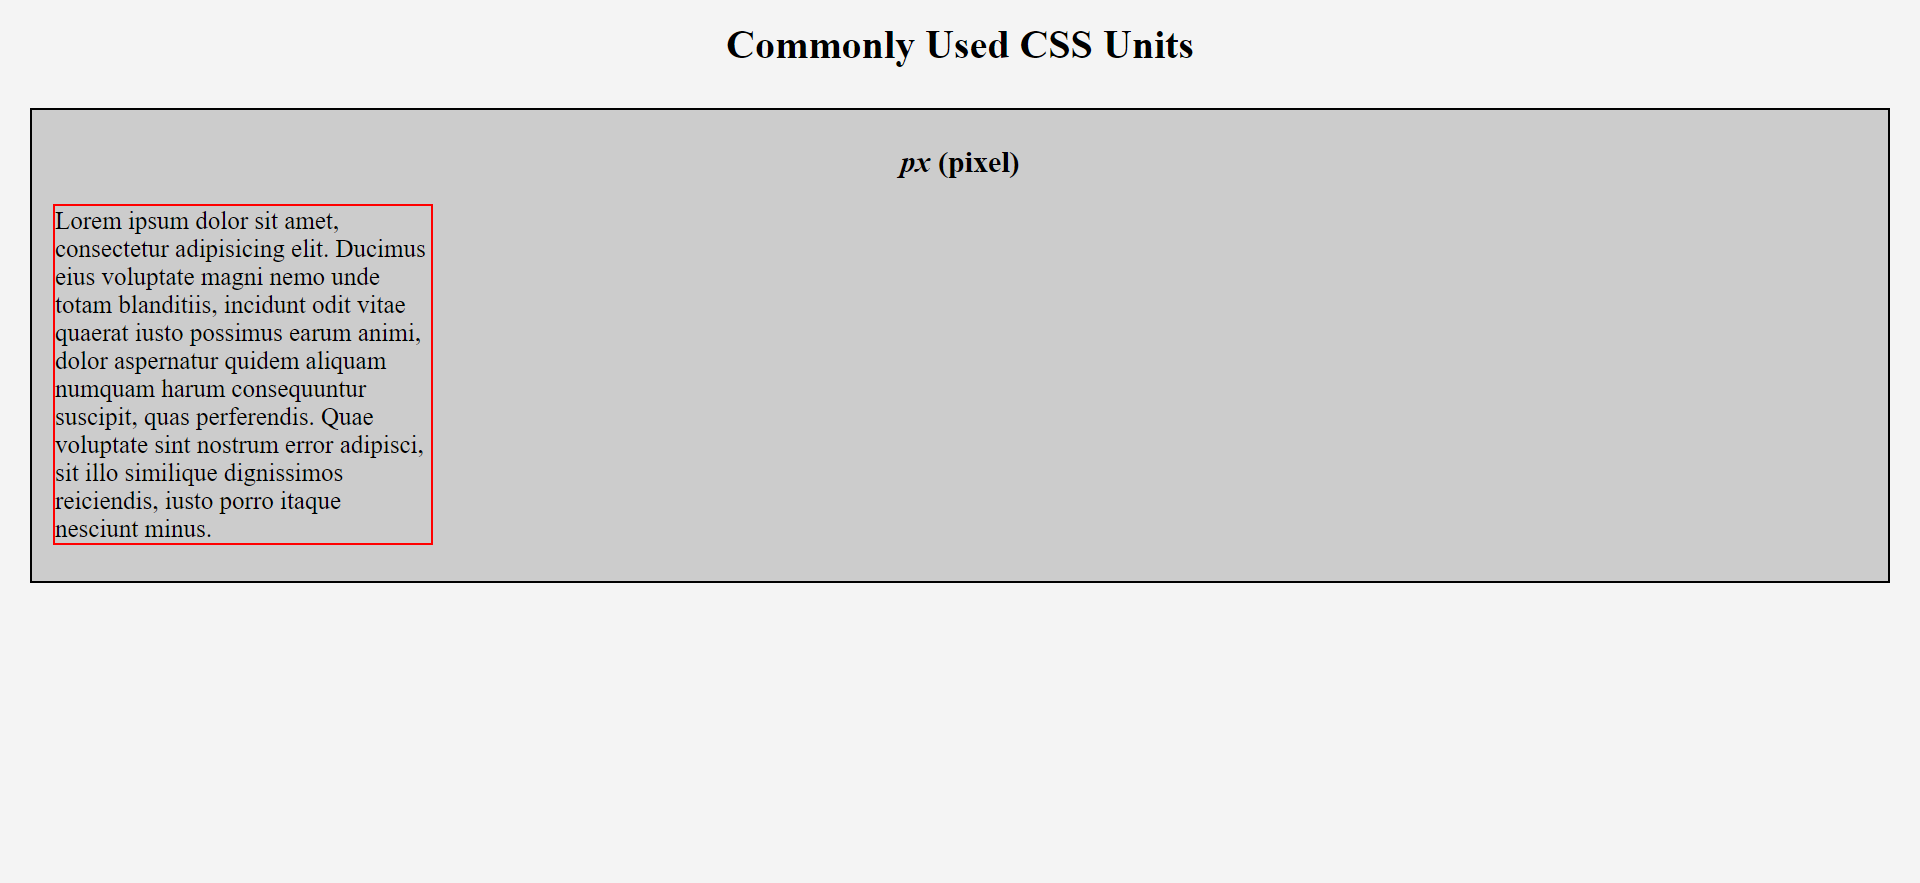 Commonly Used CSS Units
px (pixel)
Lorem ipsum dolor sit amet,
consectetur adipisicing elit. Ducimus
eius voluptate magni nemo unde
totam blanditiis, incidunt odit vitae
quaerat iusto possimus earum animi,
dolor aspernatur quidem aliquam
numquam harum consequuntur
suscipit, quas perferendis. Quae
voluptate sint nostrum error adipisci,
sit illo similique dignissimos
reiciendis, iusto porro itaque
nesciunt minus.